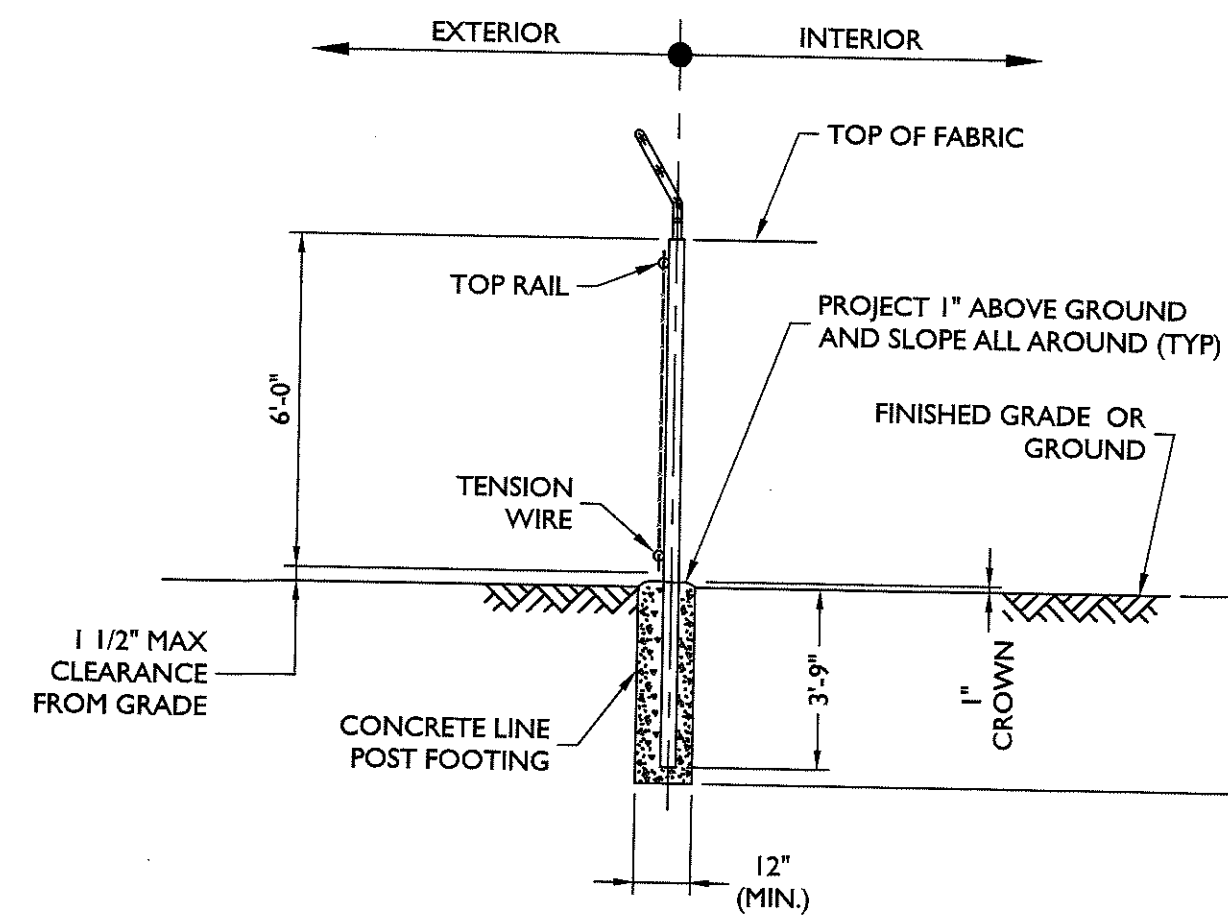 EXTERIOR
INTERIOR
TOP OF FABRIC
TOP RAIL
PROJECT 1" ABOVE GROUND
AND SLOPE ALL AROUND (TYP)
6'-0"
FINISHED GRADE OR
GROUND
TENSION
WIRE
1 1/2" MAX
CLEARANCE
FROM GRADE
3'-9"
1"
CROWN
CONCRETE LINE
POST FOOTING
12"
(MIN.)